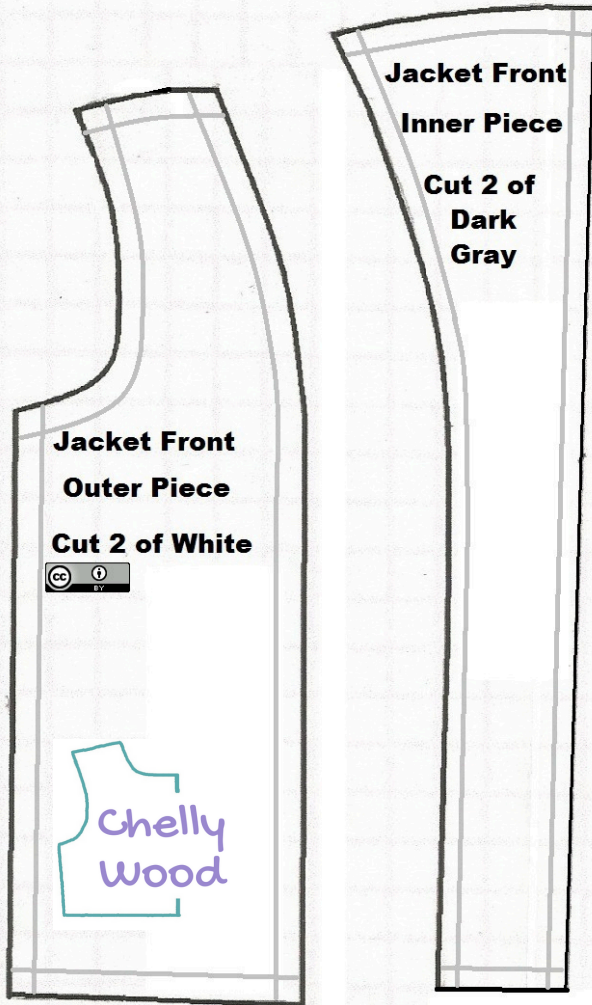 Jacket Front
Outer Piece
Cut 2 of White
cc
BY
Chelly
Wood
Jacket Front
Inner Piece
Cut 2 of
Dark
Gray